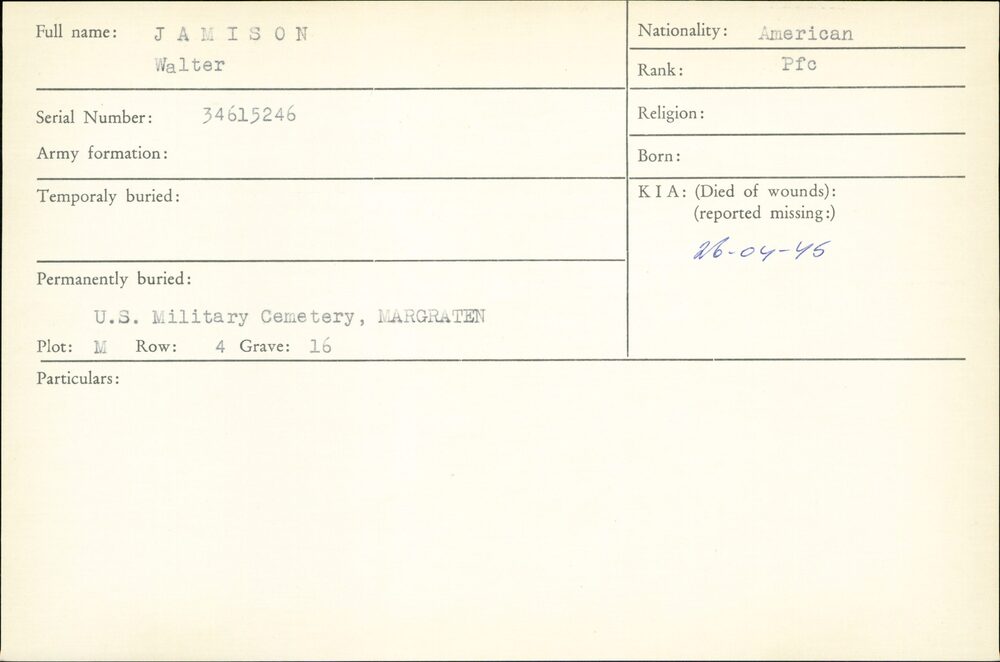 Full name: J A M I S O N
Walter
Serial Number: 34615246
Army formation:
Temporaly buried:
Permanently buried:
U.S. Military Cemetery, MARGRATEN
Plot: M Row: 4 Grave: 16
Nationality: American
Rank: Pfc
Religion:
Born:
K I A: (Died of wounds):
(reported missing:)
26-04-45
Particulars: